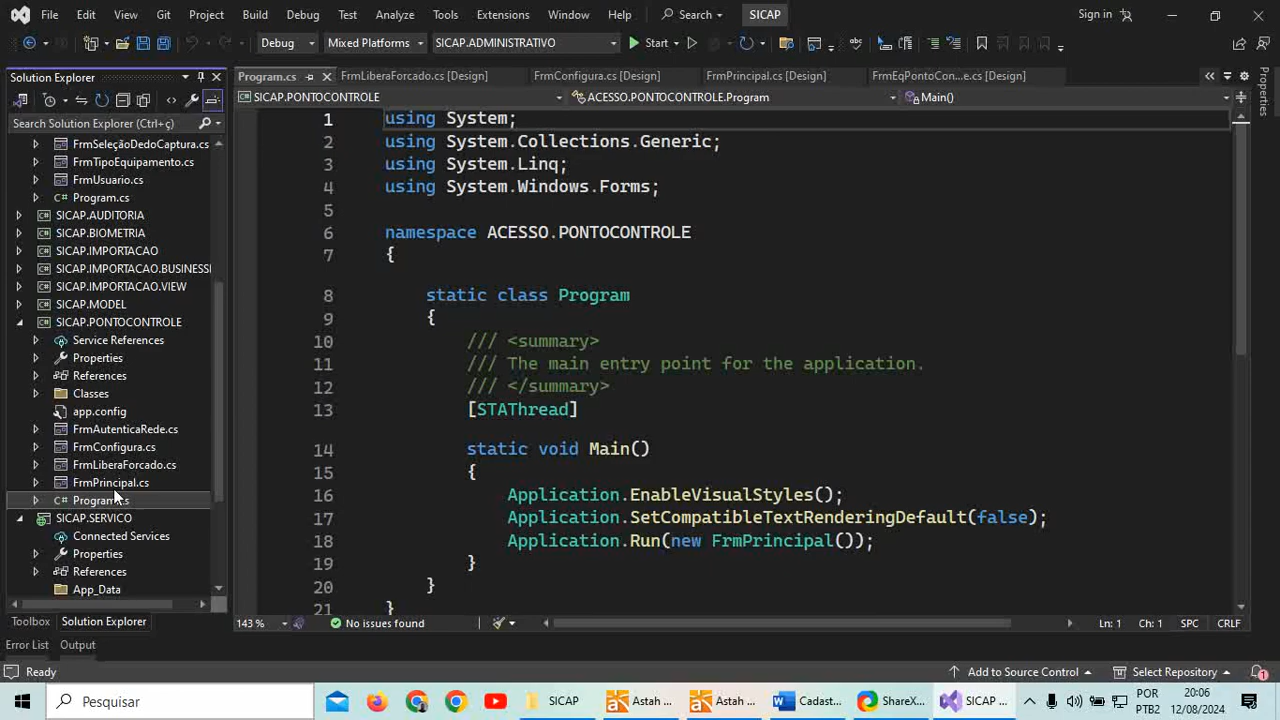 File Edit View Git Project Build Debug Test Analyze Tools Extensions Window Help Search SICAP Sign in
Debug Mixed Platforms SICAP.ADMINISTRATIVO Start
Solution Explorer
Search Solution Explorer (Ctrl+ç)
FrmSeleçãoDedoCaptura.cs
FrmTipoEquipamento.cs
FrmUsuario.cs
C# Program.cs
C# SICAP.AUDITORIA
C# SICAP.BIOMETRIA
C# SICAP.IMPORTACAO
C# SICAP.IMPORTACAO.BUSINESSI
C# SICAP.IMPORTACAO.VIEW
C# SICAP.MODEL
C# SICAP.PONTOCONTROLE
Service References
Properties
References
Classes
app.config
FrmAutenticaRede.cs
FrmConfigura.cs
FrmLiberaForcado.cs
FrmPrincipal.cs
C# Program.cs
SICAP.SERVICO
Connected Services
Properties
References
App_Data
Toolbox Solution Explorer
Program.cs FrmLiberaForcado.cs [Design] FrmConfigura.cs [Design] FrmPrincipal.cs [Design] FrmEqPontoCon...e.cs [Design]
C# SICAP.PONTOCONTROLE ACESSO.PONTOCONTROLE.Program Main()
1 using System;
2 using System.Collections.Generic;
3 using System.Linq;
4 using System.Windows.Forms;
5
6 namespace ACESSO.PONTOCONTROLE
7 {
8 static class Program
9 {
10 /// <summary>
11 /// The main entry point for the application.
12 /// </summary>
13 [STAThread]
14 static void Main()
15 {
16 Application.EnableVisualStyles();
17 Application.SetCompatibleTextRenderingDefault(false);
18 Application.Run(new FrmPrincipal());
19 }
20 }
21 }
Properties
143 % No issues found Ln: 1 Ch: 1 SPC CRLF
Error List Output
Ready Add to Source Control Select Repository 1
Pesquisar SICAP Astah ... Astah ... Cadast... ShareX... SICAP ... POR PTB2 20:06 12/08/2024